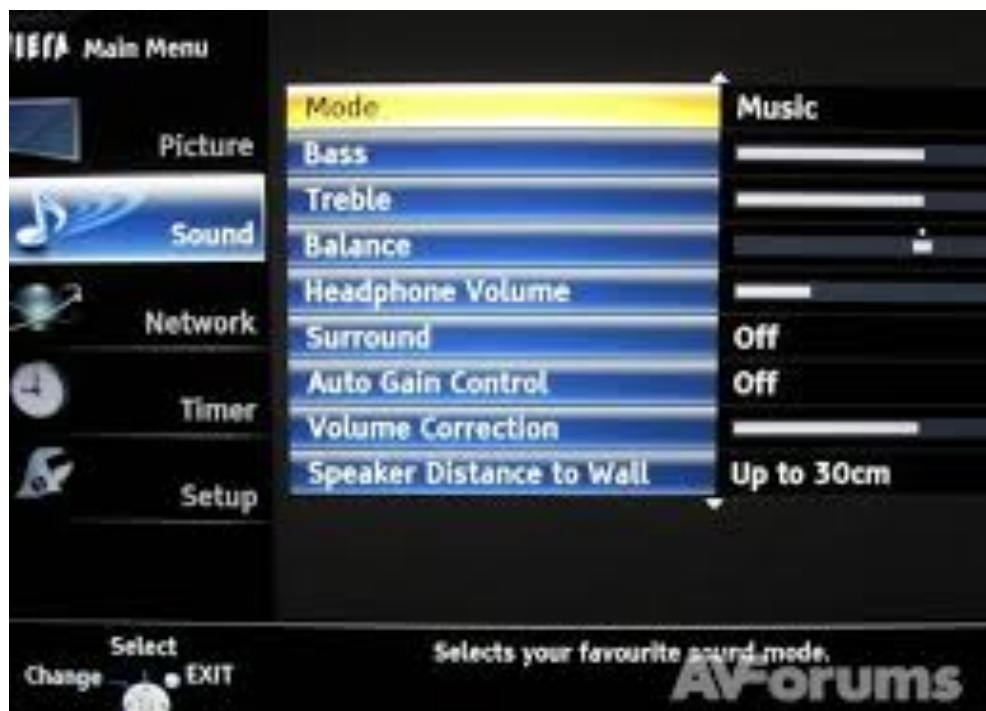 VIERA Main Menu
Picture
Sound
Network
Timer
Setup
Mode Music
Bass
Treble
Balance
Headphone Volume
Surround Off
Auto Gain Control Off
Volume Correction
Speaker Distance to Wall Up to 30cm
Select
Change EXIT
Selects your favourite sound mode.
AVForums